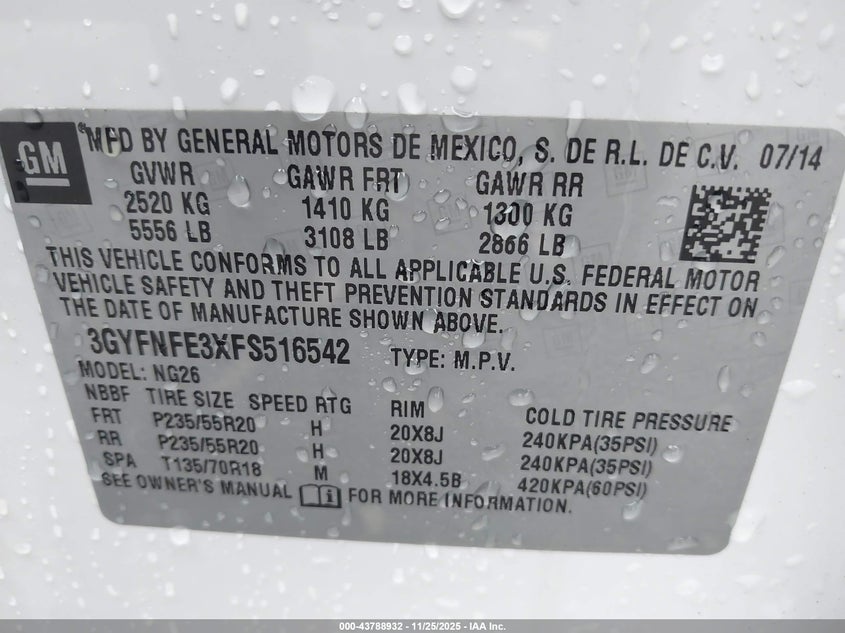 GM
MFD BY GENERAL MOTORS DE MEXICO, S. DE R.L. DE C.V. 07/14
GVWR GAWR FRT GAWR RR
2520 KG 1410 KG 1300 KG
5556 LB 3108 LB 2866 LB
THIS VEHICLE CONFORMS TO ALL APPLICABLE U.S. FEDERAL MOTOR
VEHICLE SAFETY AND THEFT PREVENTION STANDARDS IN EFFECT ON
THE DATE OF MANUFACTURE SHOWN ABOVE.
3GYFNFE3XFS516542 TYPE: M.P.V.
MODEL: NG26
NBBF TIRE SIZE SPEED RTG RIM COLD TIRE PRESSURE
FRT P235/55R20 H 20X8J 240KPA(35PSI)
RR P235/55R20 H 20X8J 240KPA(35PSI)
SPA T135/70R18 M 18X4.5B 420KPA(60PSI)
SEE OWNER'S MANUAL i FOR MORE INFORMATION.
000-43788932 - 11/25/2025 - IAA Inc.